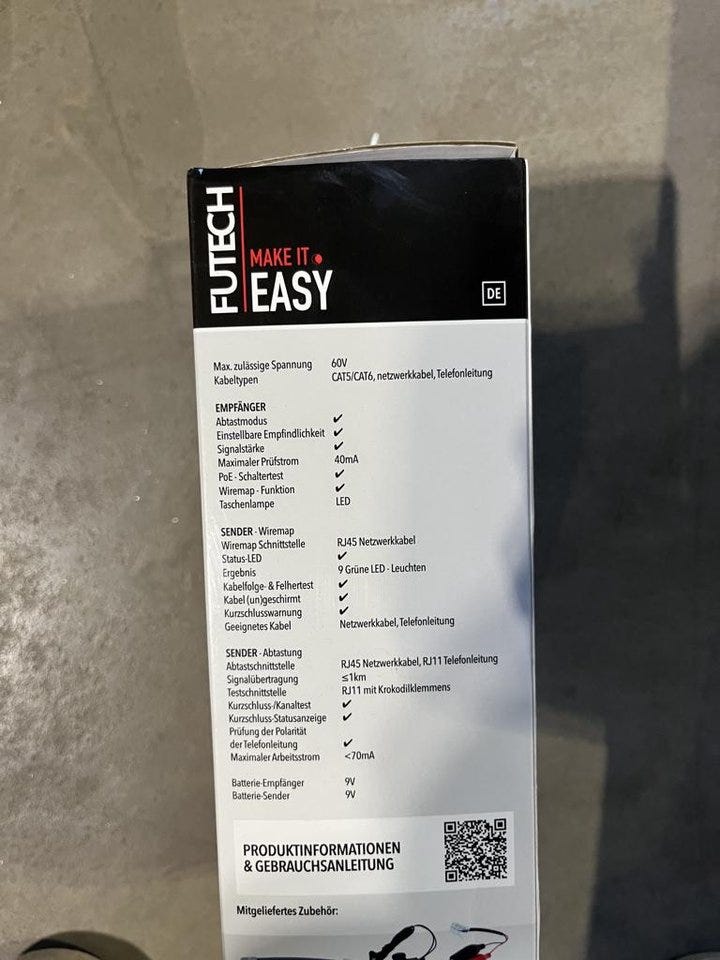 FUTECH
MAKE IT
EASY
DE
Max. zulässige Spannung 60V
Kabeltypen CAT5/CAT6, netzwerkkabel, Telefonleitung
EMPFÄNGER
Abtastmodus ✓
Einstellbare Empfindlichkeit ✓
Signalstärke ✓
Maximaler Prüfstrom 40mA
PoE - Schaltertest ✓
Wiremap - Funktion ✓
Taschenlampe LED
SENDER - Wiremap
Wiremap Schnittstelle RJ45 Netzwerkkabel
Status-LED ✓
Ergebnis 9 Grüne LED - Leuchten
Kabelfolge- & Felhertest ✓
Kabel (un)geschirmt ✓
Kurzschlusswarnung ✓
Geeignetes Kabel Netzwerkkabel, Telefonleitung
SENDER - Abtastung
Abtastschnittstelle RJ45 Netzwerkkabel, RJ11 Telefonleitung
Signalübertragung ≤1km
Testschnittstelle RJ11 mit Krokodilklemmens
Kurzschluss-/Kanaltest ✓
Kurzschluss-Statusanzeige ✓
Prüfung der Polarität
der Telefonleitung ✓
Maximaler Arbeitsstrom <70mA
Batterie-Empfänger 9V
Batterie-Sender 9V
PRODUKTINFORMATIONEN
& GEBRAUCHSANLEITUNG
Mitgeliefertes Zubehör: